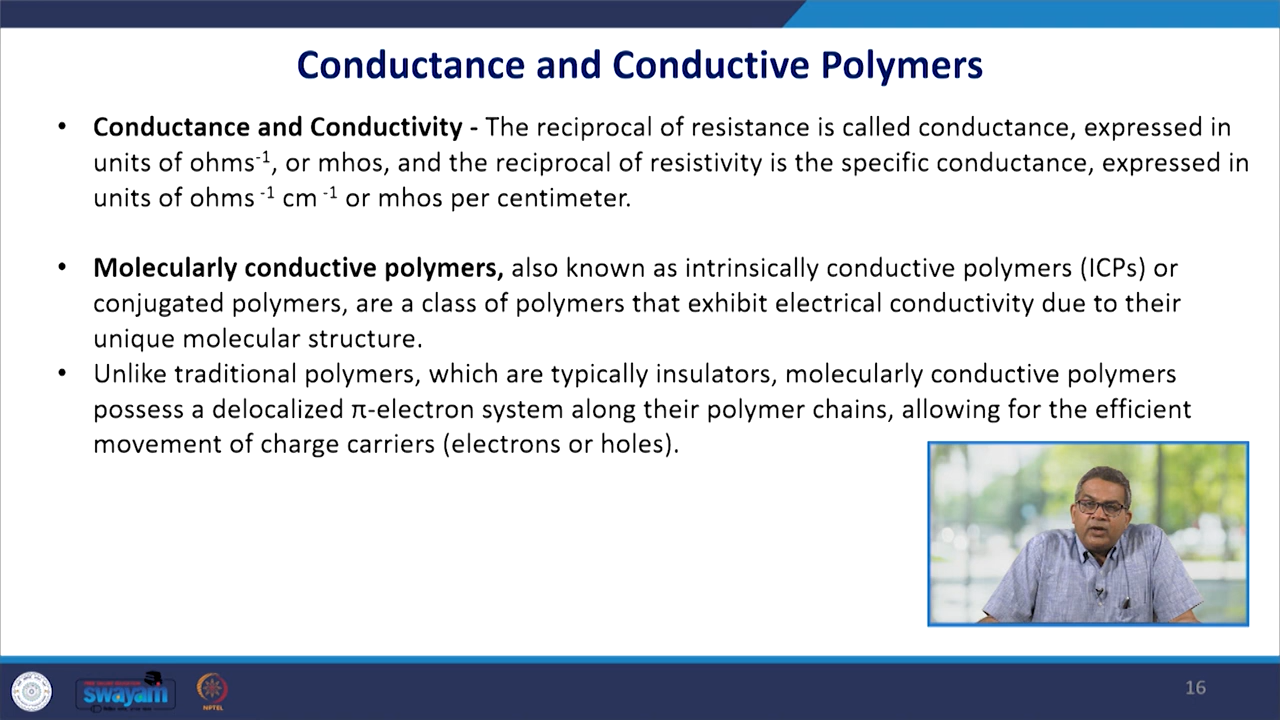 Conductance and Conductive Polymers
• Conductance and Conductivity - The reciprocal of resistance is called conductance, expressed in
units of ohms-1, or mhos, and the reciprocal of resistivity is the specific conductance, expressed in
units of ohms -1 cm -1 or mhos per centimeter.
• Molecularly conductive polymers, also known as intrinsically conductive polymers (ICPs) or
conjugated polymers, are a class of polymers that exhibit electrical conductivity due to their
unique molecular structure.
• Unlike traditional polymers, which are typically insulators, molecularly conductive polymers
possess a delocalized π-electron system along their polymer chains, allowing for the efficient
movement of charge carriers (electrons or holes).
swayam
NPTEL
16